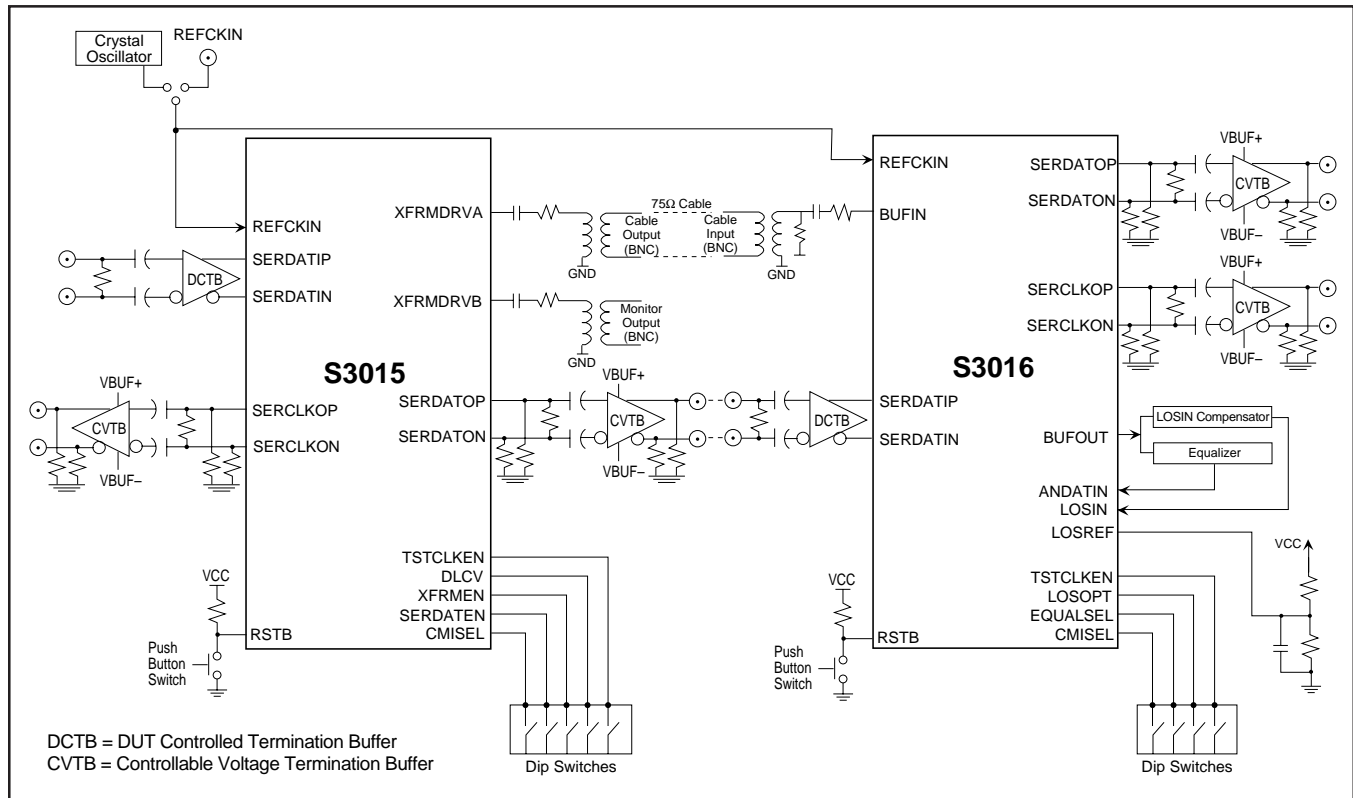 Crystal
Oscillator
REFCKIN
S3015
REFCKIN
SERDATIP
SERDATIN
DCTB
VBUF+
CVTB
VBUF–
SERCLKOP
SERCLKON
VCC
RSTB
Push
Button
Switch
XFRMDRVA
GND
75Ω Cable
Cable
Output
(BNC)
Cable
Input
(BNC)
GND
XFRMDRVB
GND
Monitor
Output
(BNC)
SERDATOP
SERDATON
VBUF+
CVTB
VBUF–
DCTB
TSTCLKEN
DLCV
XFRMEN
SERDATEN
CMISEL
Dip Switches
S3016
REFCKIN
BUFIN
SERDATIP
SERDATIN
VCC
RSTB
Push
Button
Switch
SERDATOP
SERDATON
VBUF+
CVTB
VBUF–
SERCLKOP
SERCLKON
VBUF+
CVTB
VBUF–
BUFOUT
LOSIN Compensator
Equalizer
ANDATIN
LOSIN
LOSREF
VCC
TSTCLKEN
LOSOPT
EQUALSEL
CMISEL
Dip Switches
DCTB = DUT Controlled Termination Buffer
CVTB = Controllable Voltage Termination Buffer